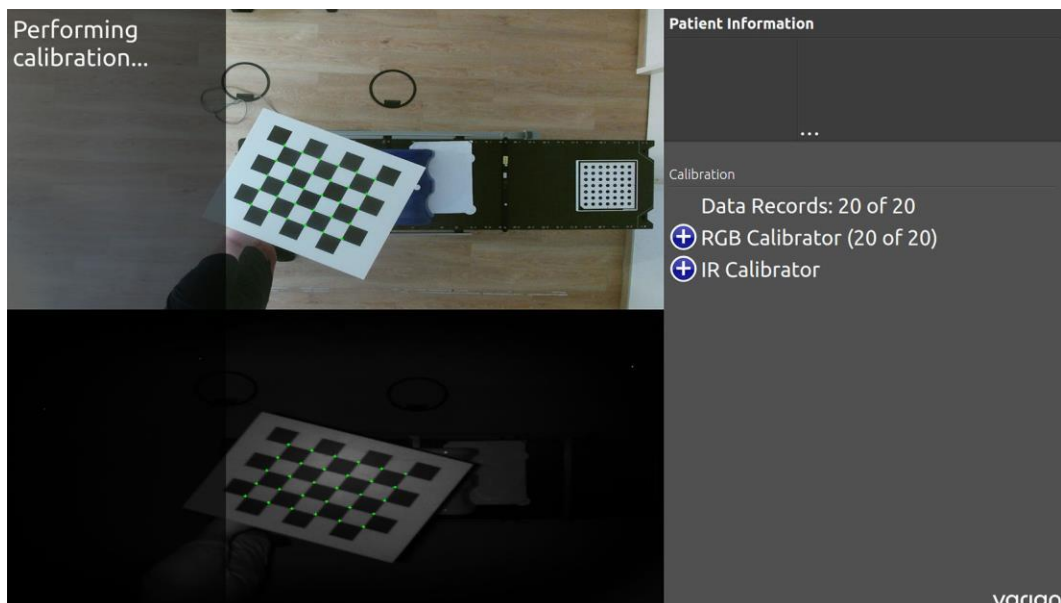 Performing
calibration...
Patient Information
...
Calibration
Data Records: 20 of 20
RGB Calibrator (20 of 20)
IR Calibrator